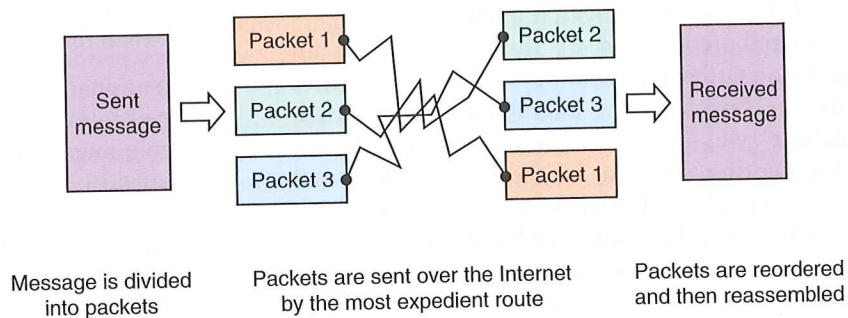 Sent
message
Packet 1
Packet 2
Packet 3
Packet 2
Packet 3
Packet 1
Received
message
Message is divided
into packets
Packets are sent over the Internet
by the most expedient route
Packets are reordered
and then reassembled